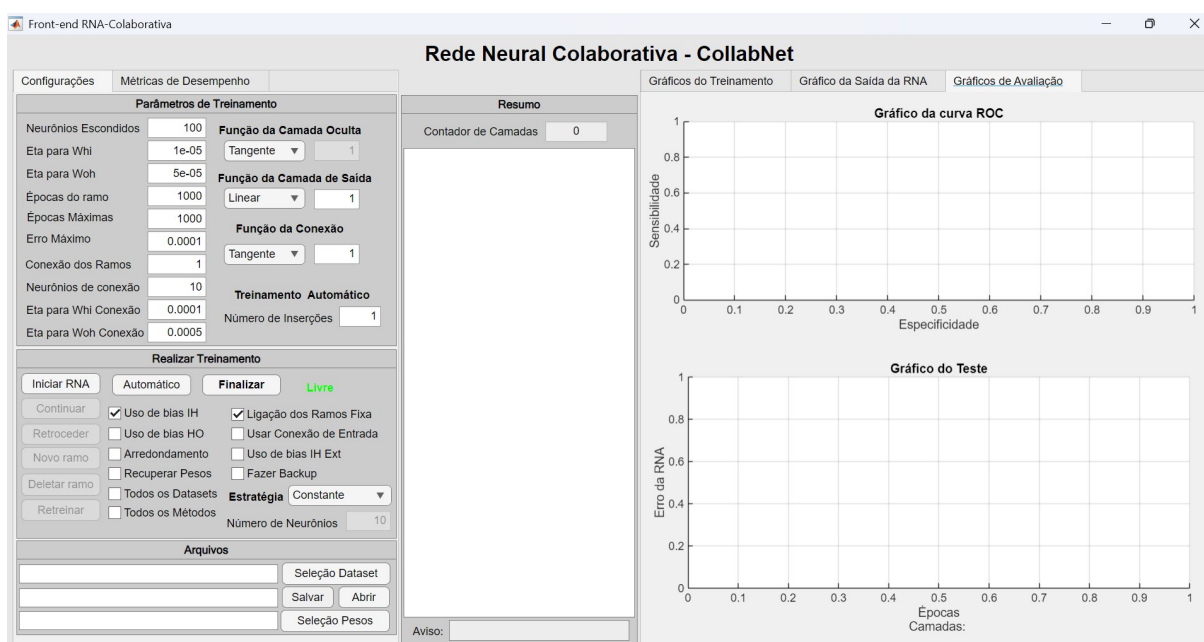 Front-end RNA-Colaborativa
Rede Neural Colaborativa - CollabNet
Configurações
Métricas de Desempenho
Parâmetros de Treinamento
Neurônios Escondidos 100
Eta para Whi 1e-05
Eta para Woh 5e-05
Épocas do ramo 1000
Épocas Máximas 1000
Erro Máximo 0.0001
Conexão dos Ramos 1
Neurônios de conexão 10
Eta para Whi Conexão 0.0001
Eta para Woh Conexão 0.0005
Função da Camada Oculta
Tangente 1
Função da Camada de Saída
Linear 1
Função da Conexão
Tangente 1
Treinamento Automático
Número de Inserções 1
Realizar Treinamento
Iniciar RNA Automático Finalizar Livre
Continuar
Retroceder
Novo ramo
Deletar ramo
Retreinar
Uso de bias IH
Uso de bias HO
Arredondamento
Recuperar Pesos
Todos os Datasets
Todos os Métodos
Ligação dos Ramos Fixa
Usar Conexão de Entrada
Uso de bias IH Ext
Fazer Backup
Estratégia Constante
Número de Neurônios 10
Arquivos
Seleção Dataset
Salvar Abrir
Seleção Pesos
Resumo
Contador de Camadas 0
Aviso:
Gráficos do Treinamento
Gráfico da Saída da RNA
Gráficos de Avaliação
Gráfico da curva ROC
1
0.8
0.6
0.4
0.2
0
Sensibilidade
0 0.1 0.2 0.3 0.4 0.5 0.6 0.7 0.8 0.9 1
Especificidade
Gráfico do Teste
1
0.8
0.6
0.4
0.2
0
Erro da RNA
0 0.1 0.2 0.3 0.4 0.5 0.6 0.7 0.8 0.9 1
Épocas
Camadas: